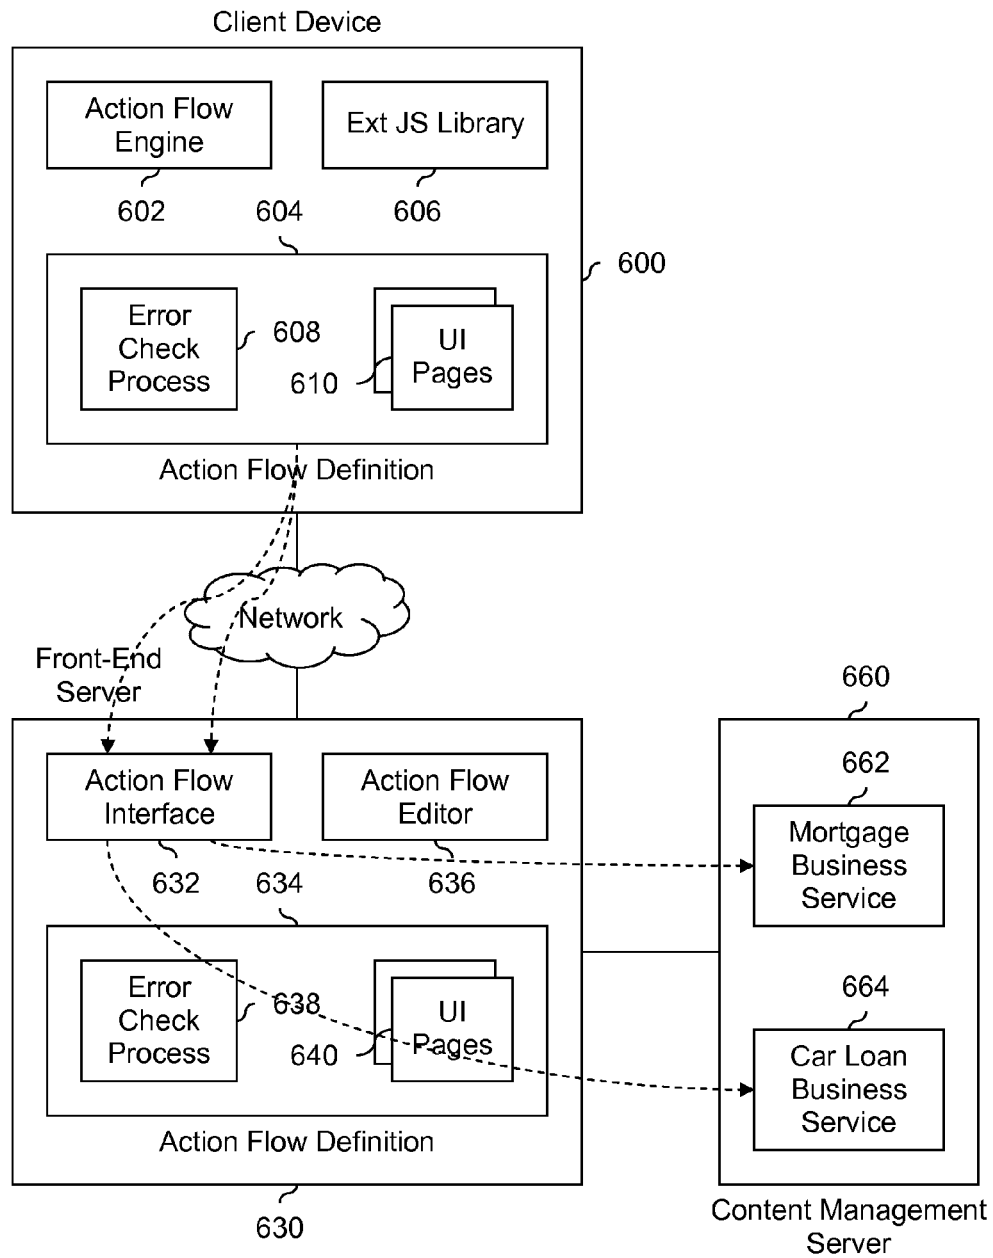 Client Device
Action Flow
Engine
Ext JS Library
602
604
606
600
Error
Check
Process
608
610
UI
Pages
Action Flow Definition
Network
Front-End
Server
660
Action Flow
Interface
Action Flow
Editor
662
Mortgage
Business
Service
632
634
636
Error
Check
Process
638
640
UI
Pages
664
Car Loan
Business
Service
Action Flow Definition
630
Content Management
Server